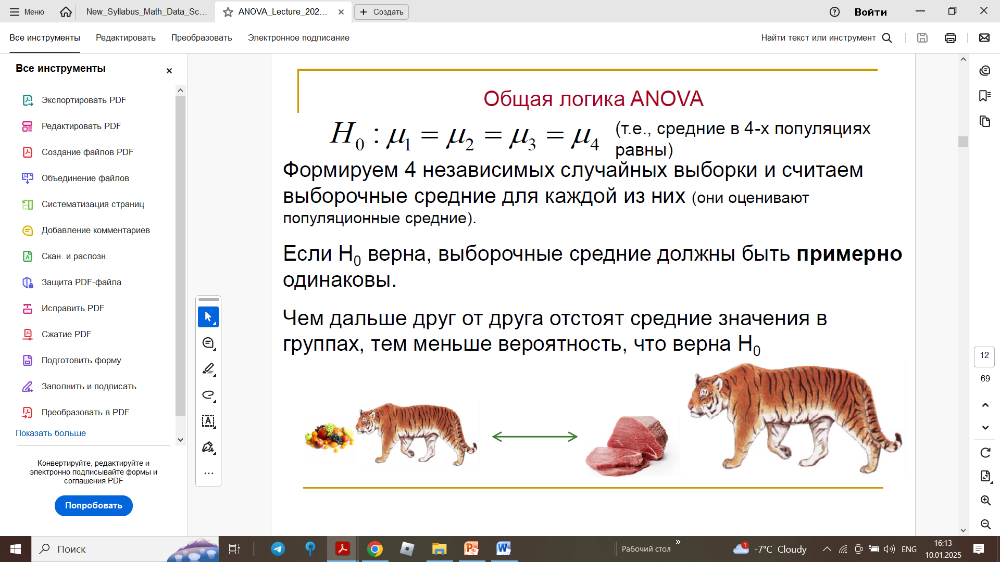 Меню
New_Syllabus_Math_Data_Sc...
ANOVA_Lecture_202...
Создать
Войти
Все инструменты
Редактировать
Преобразовать
Электронное подписание
Найти текст или инструмент
Все инструменты
Экспортировать PDF
Редактировать PDF
Создание файлов PDF
Объединение файлов
Систематизация страниц
Добавление комментариев
Скан. и распозн.
Защита PDF-файла
Исправить PDF
Сжатие PDF
Подготовить форму
Заполнить и подписать
Преобразовать в PDF
Показать больше
Конвертируйте, редактируйте и
электронно подписывайте формы и
соглашения PDF
Попробовать
Общая логика ANOVA
H₀ : μ₁ = μ₂ = μ₃ = μ₄
(т.е., средние в 4-х популяциях
равны)
Формируем 4 независимых случайных выборки и считаем
выборочные средние для каждой из них (они оценивают
популяционные средние).
Если H₀ верна, выборочные средние должны быть примерно
одинаковы.
Чем дальше друг от друга отстоят средние значения в
группах, тем меньше вероятность, что верна H₀
12
69
Поиск
Рабочий стол
1
-7°C Cloudy
ENG
16:13
10.01.2025